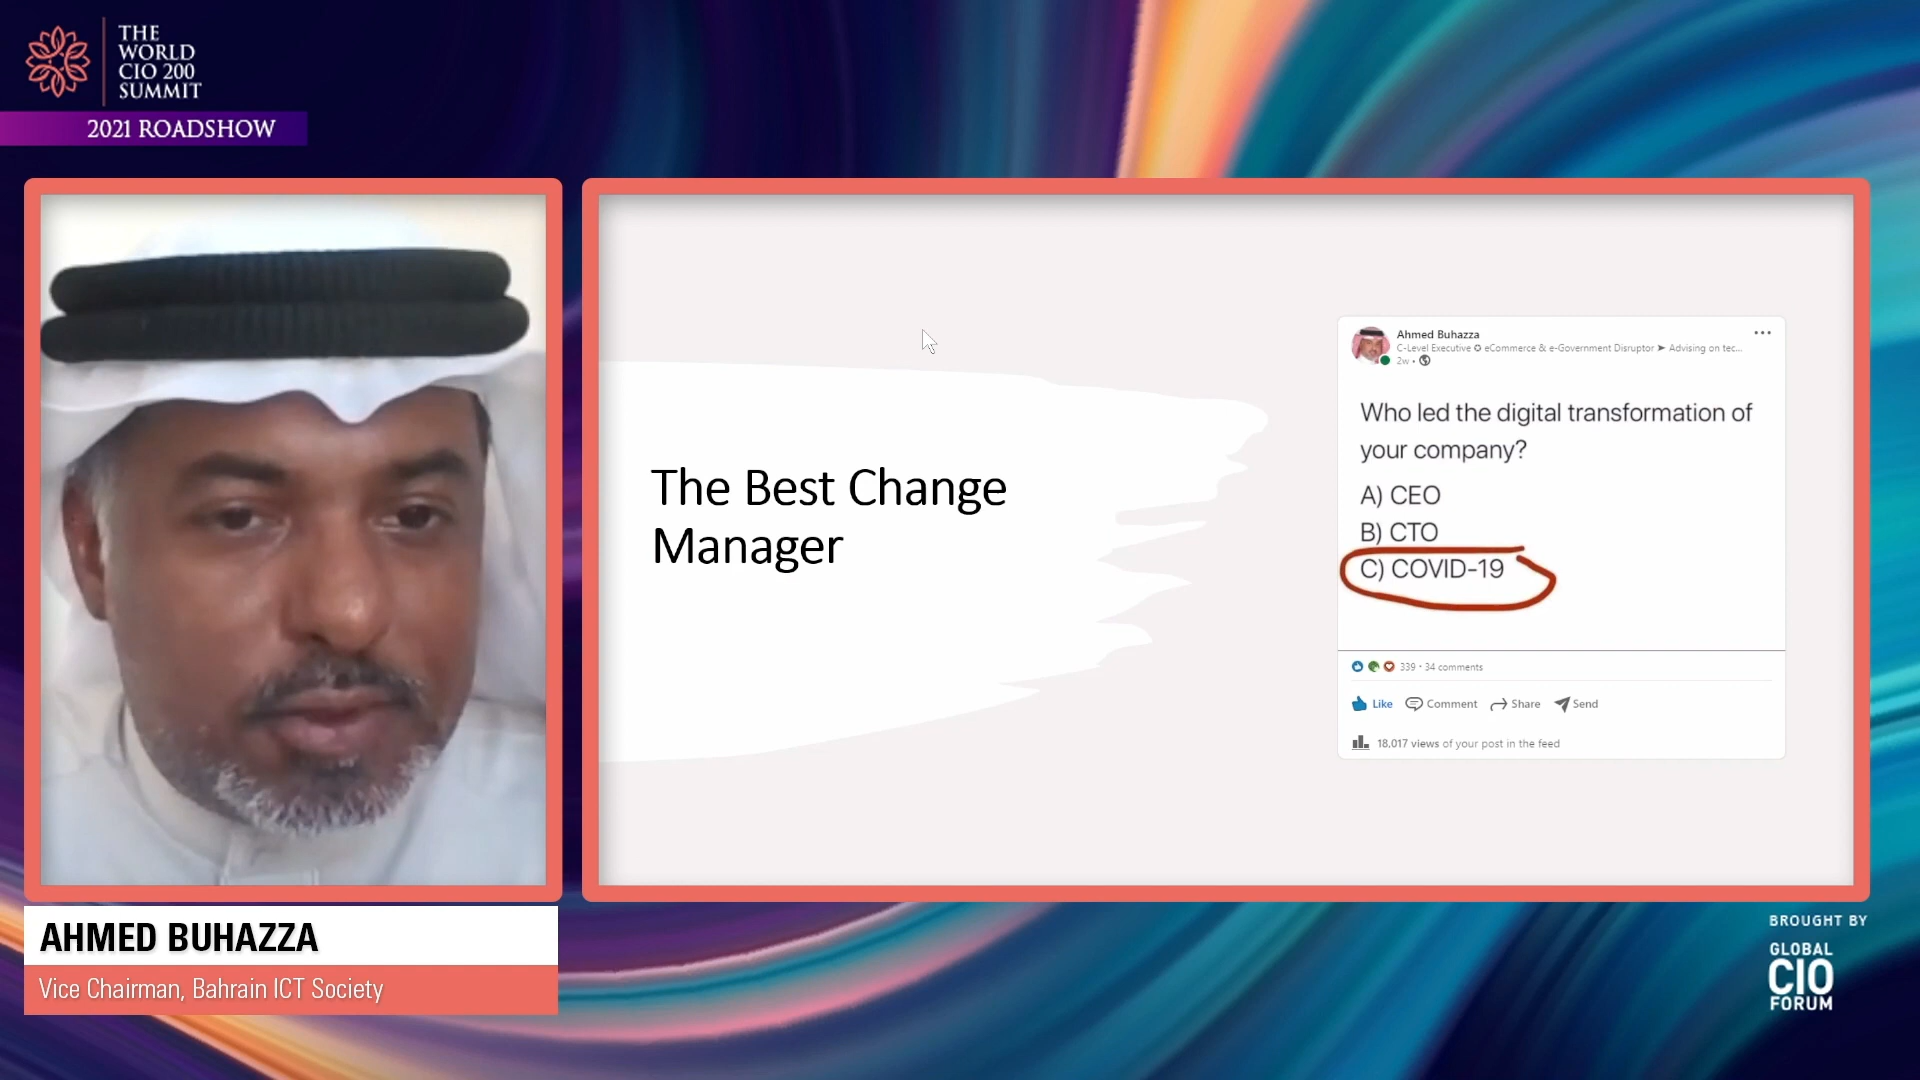 THE
WORLD
CIO 200
SUMMIT
2021 ROADSHOW
The Best Change
Manager
Ahmed Buhazza
C-Level Executive ✪ eCommerce & e-Government Disruptor ➤ Advising on tec...
2w •
Who led the digital transformation of
your company?
A) CEO
B) CTO
C) COVID-19
339 • 34 comments
Like Comment Share Send
18,017 views of your post in the feed
AHMED BUHAZZA
Vice Chairman, Bahrain ICT Society
BROUGHT BY
GLOBAL
CIO
FORUM